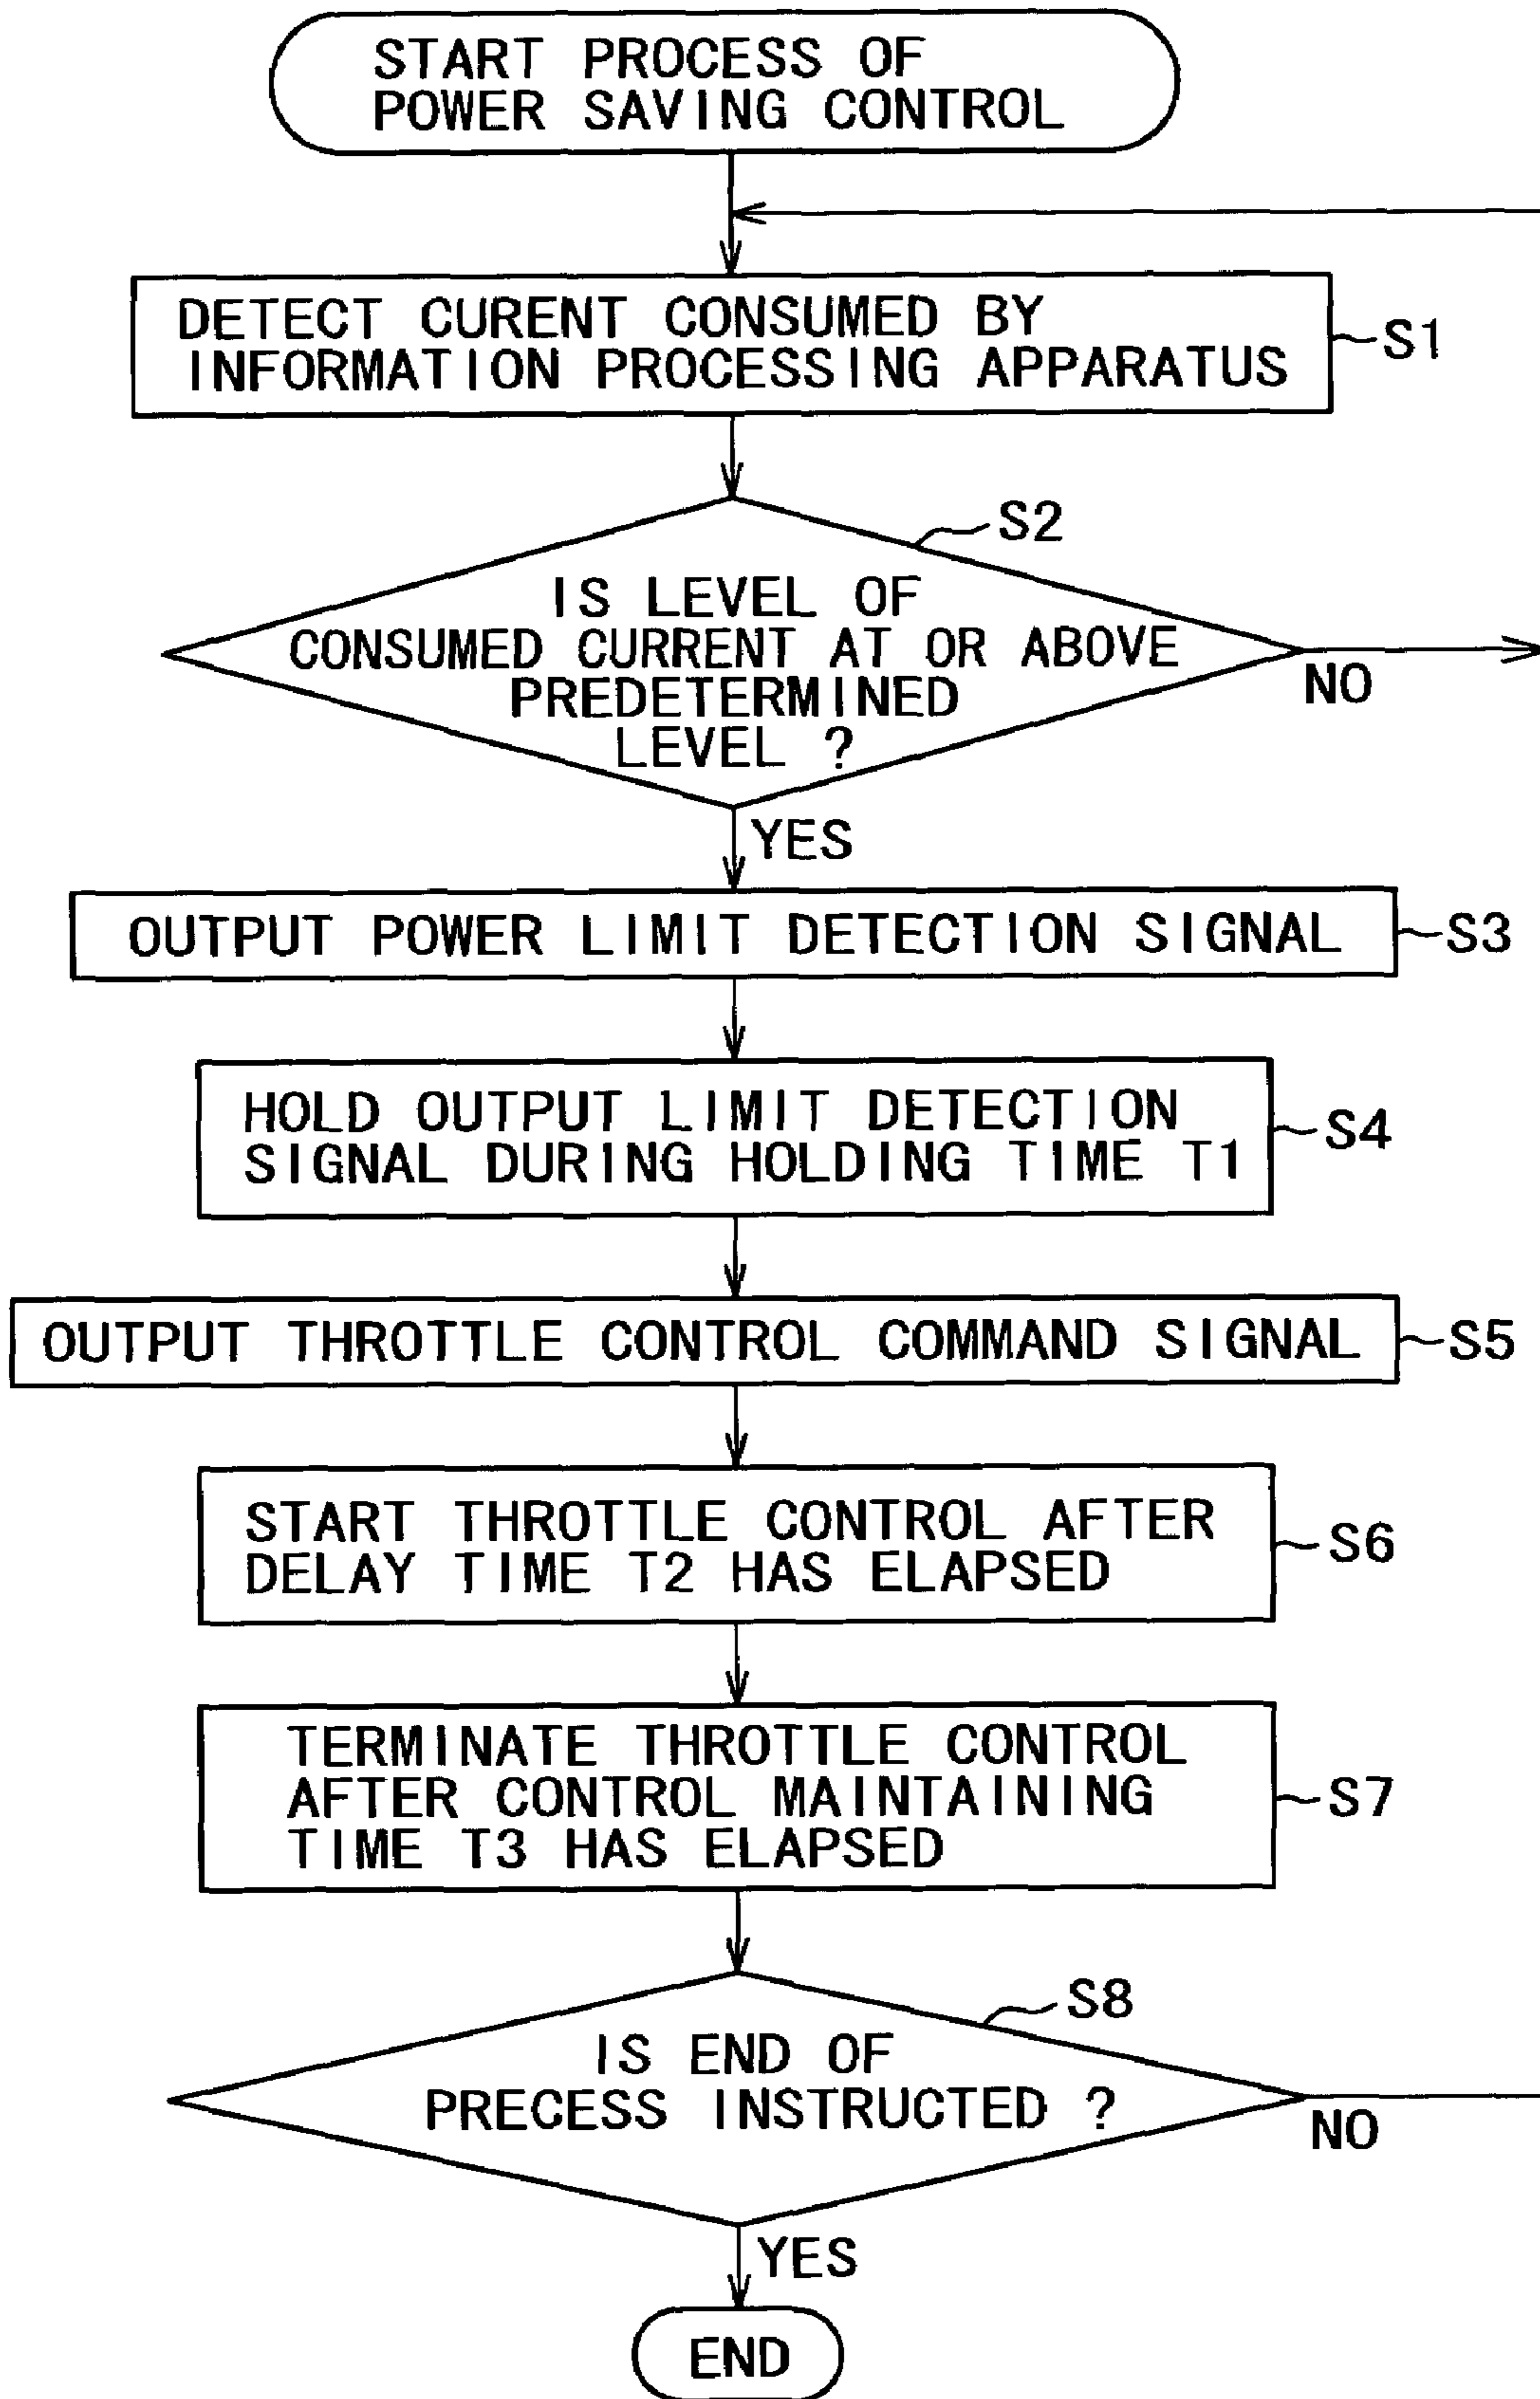 START PROCESS OF
POWER SAVING CONTROL
DETECT CURENT CONSUMED BY
INFORMATION PROCESSING APPARATUS
S1
S2
IS LEVEL OF
CONSUMED CURRENT AT OR ABOVE
PREDETERMINED
LEVEL ?
NO
YES
OUTPUT POWER LIMIT DETECTION SIGNAL
S3
HOLD OUTPUT LIMIT DETECTION
SIGNAL DURING HOLDING TIME T1
S4
OUTPUT THROTTLE CONTROL COMMAND SIGNAL
S5
START THROTTLE CONTROL AFTER
DELAY TIME T2 HAS ELAPSED
S6
TERMINATE THROTTLE CONTROL
AFTER CONTROL MAINTAINING
TIME T3 HAS ELAPSED
S7
S8
IS END OF
PRECESS INSTRUCTED ?
NO
YES
END